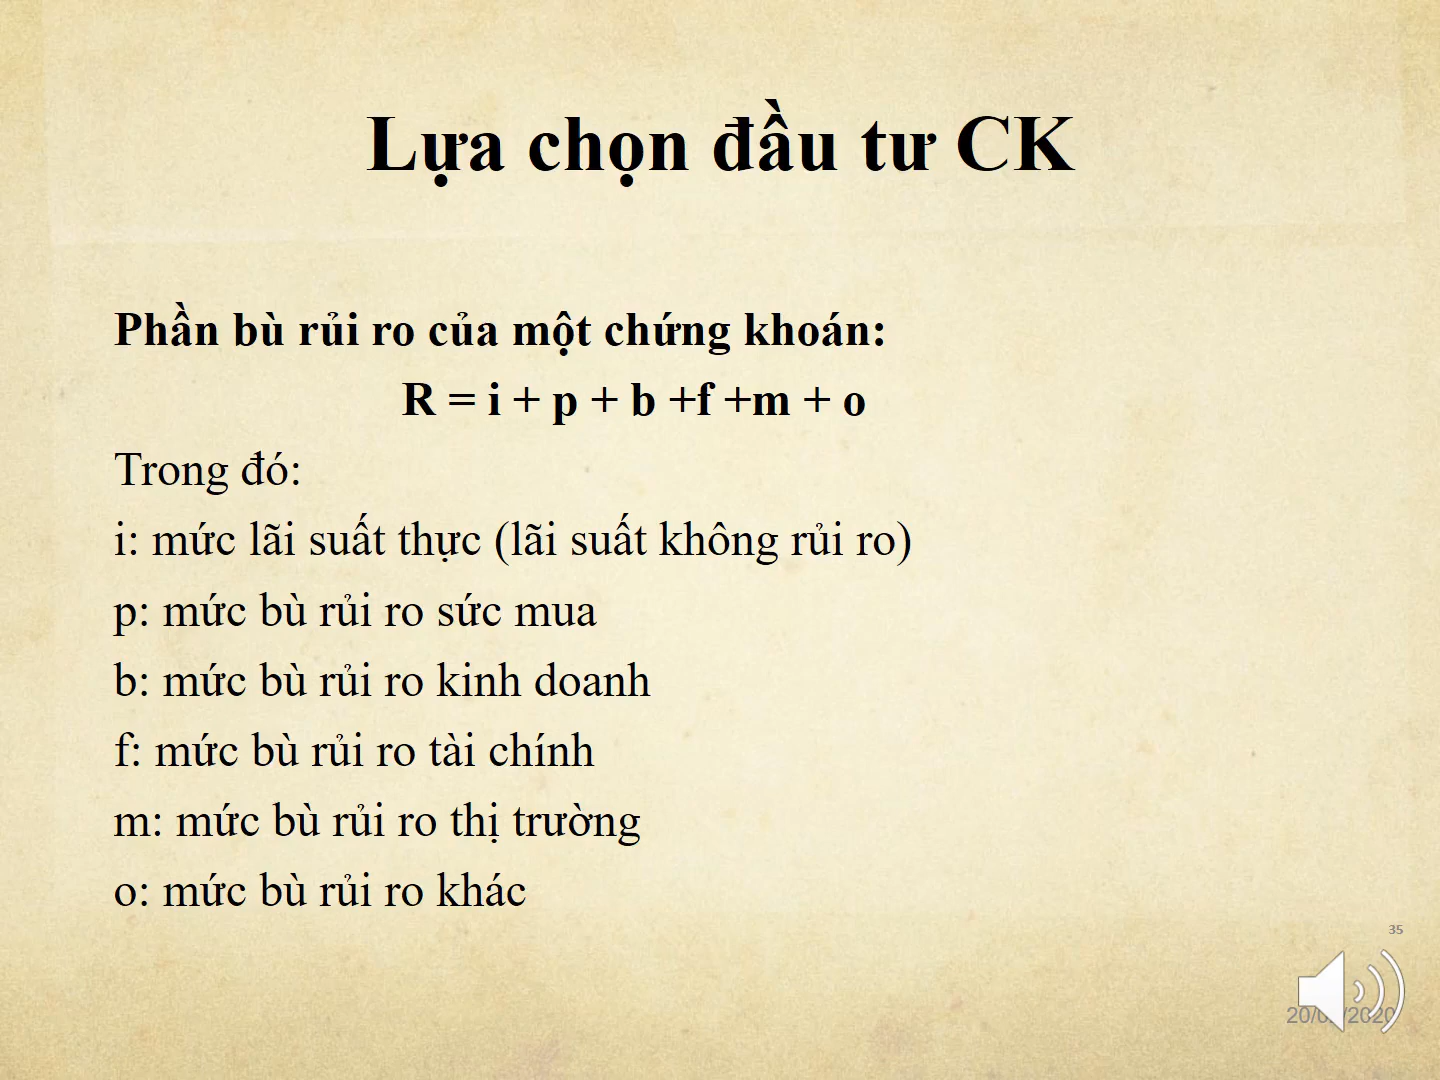 Lựa chọn đầu tư CK
Phần bù rủi ro của một chứng khoán:
R = i + p + b +f +m + o
Trong đó:
i: mức lãi suất thực (lãi suất không rủi ro)
p: mức bù rủi ro sức mua
b: mức bù rủi ro kinh doanh
f: mức bù rủi ro tài chính
m: mức bù rủi ro thị trường
o: mức bù rủi ro khác
35